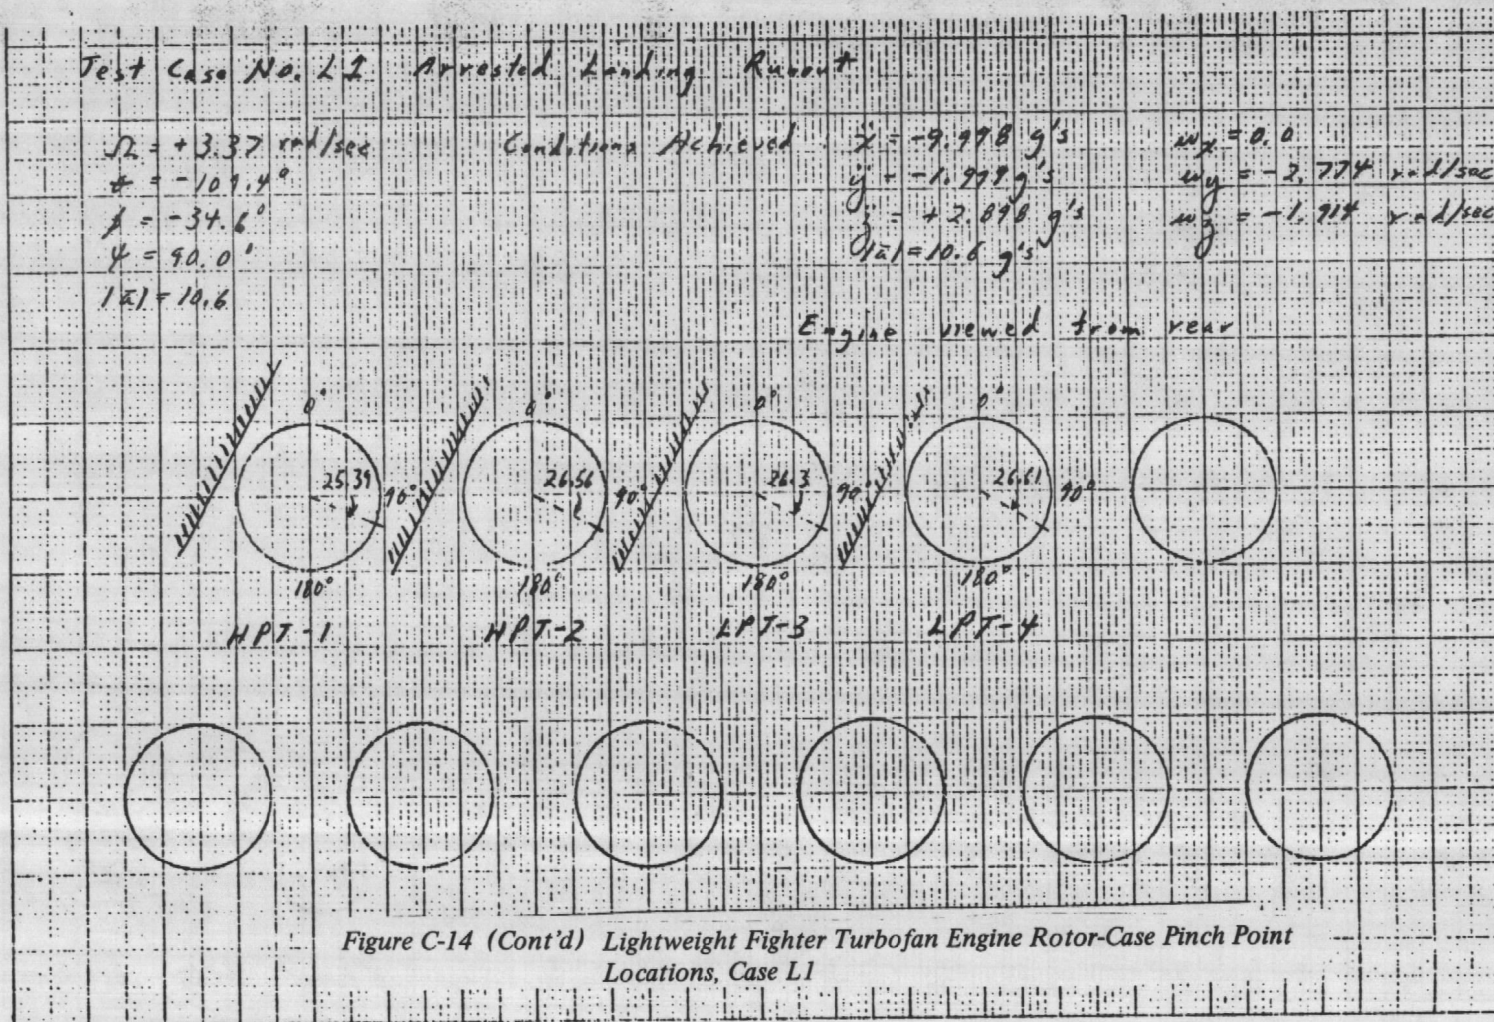 Test Case No. L1 Arrested Landing Runout
Ω = +3.37 rad/sec
θ = -109.4°
ϕ = -34.6°
ψ = 90.0°
|ā| = 10.6
Conditions Achieved
ẍ = -9.998 g's
ÿ = -1.999 g's
z̈ = +2.898 g's
|ā| = 10.6 g's
ωx = 0.0
ωy = -2.774 rad/sec
ωz = -1.914 rad/sec
Engine viewed from rear
0° 0° 0° 0°
25.39 90° 26.56 90° 26.3 90° 26.61 90°
180° 180° 180° 180°
HPT-1 HPT-2 LPT-3 LPT-4
Figure C-14 (Cont'd) Lightweight Fighter Turbofan Engine Rotor-Case Pinch Point
Locations, Case L1